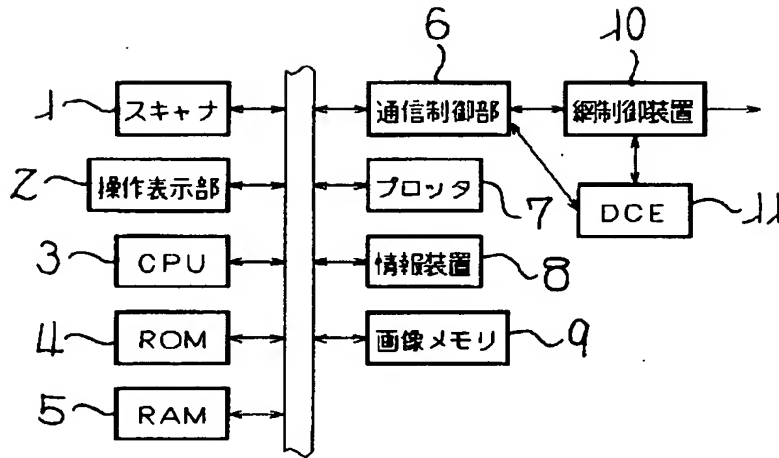 6
10
1
スキャナ
通信制御部
網制御装置
2
操作表示部
プロッタ
7
DCE
11
3
CPU
情報装置
8
4
ROM
画像メモリ
9
5
RAM